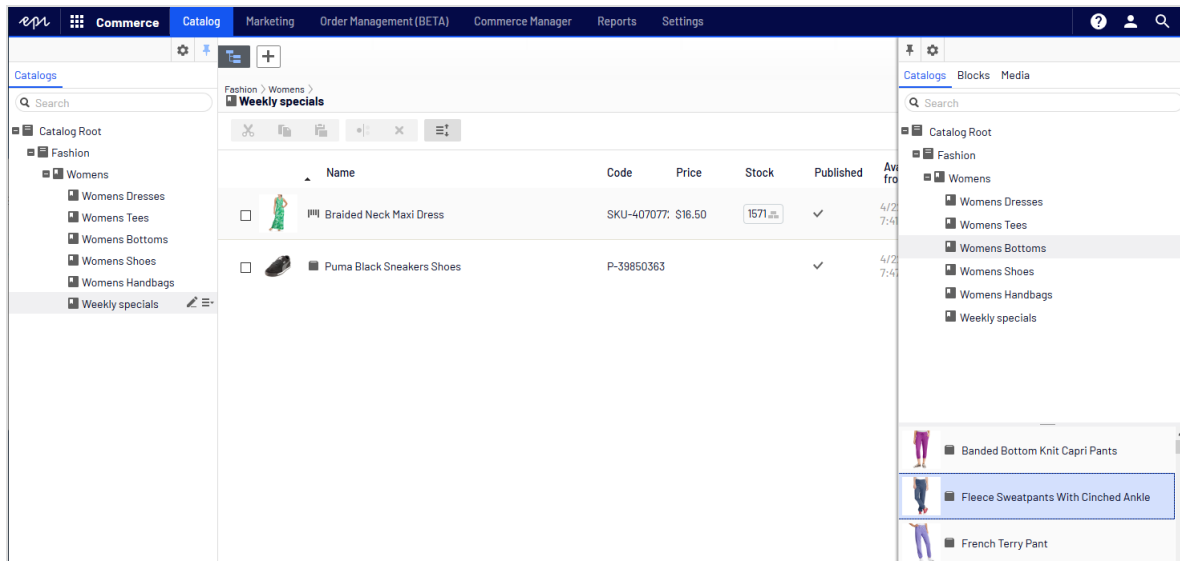 epi Commerce Catalog Marketing Order Management (BETA) Commerce Manager Reports Settings
Catalogs
Search
Catalog Root
Fashion
Womens
Womens Dresses
Womens Tees
Womens Bottoms
Womens Shoes
Womens Handbags
Weekly specials
Fashion > Womens >
Weekly specials
Name Code Price Stock Published
Braided Neck Maxi Dress SKU-407077 $16.50 1571
Puma Black Sneakers Shoes P-39850363
Catalogs Blocks Media
Search
Catalog Root
Fashion
Womens
Womens Dresses
Womens Tees
Womens Bottoms
Womens Shoes
Womens Handbags
Weekly specials
Banded Bottom Knit Capri Pants
Fleece Sweatpants With Cinched Ankle
French Terry Pant